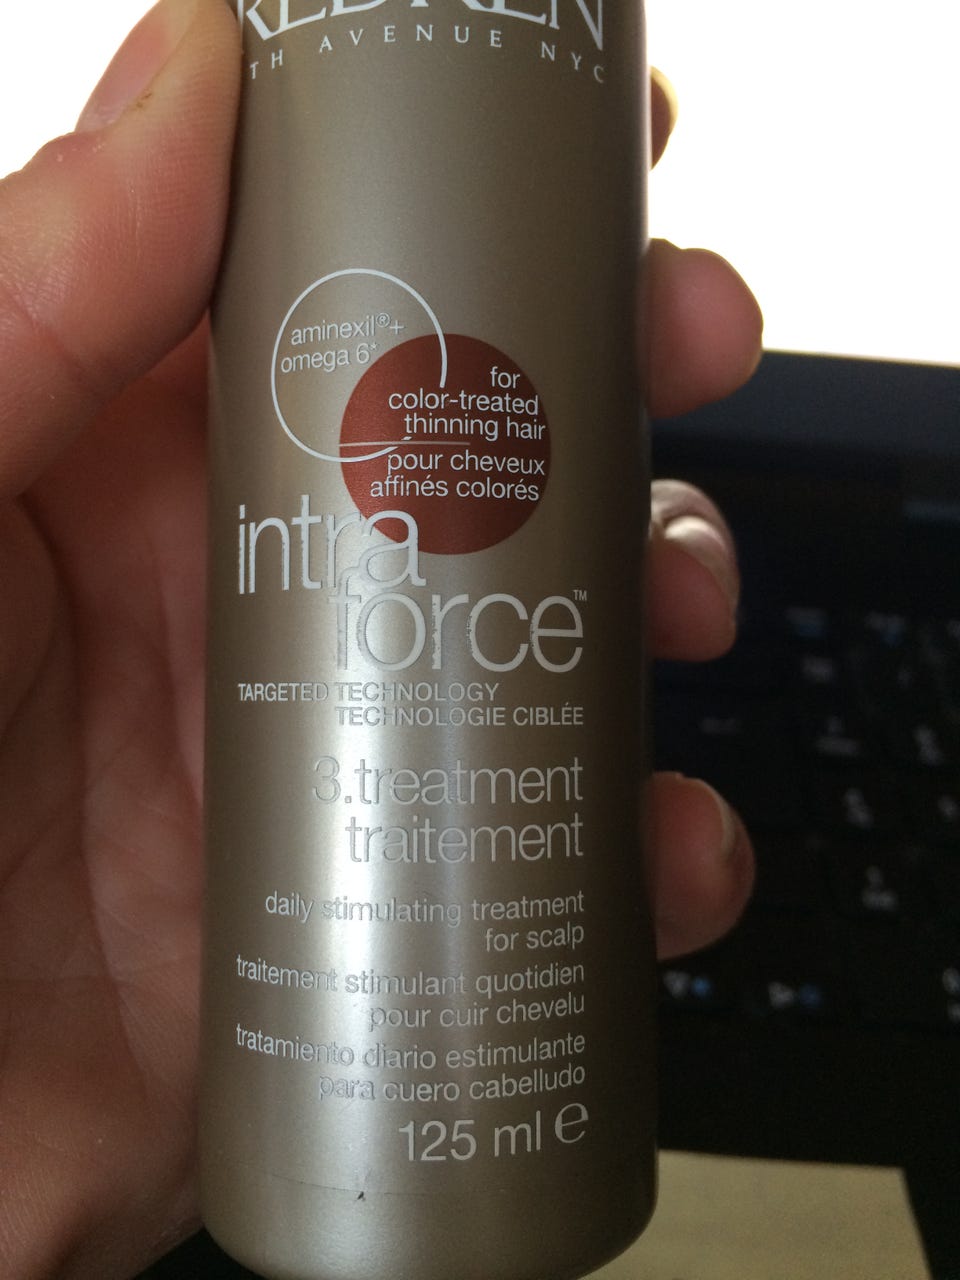 REDKEN
TH AVENUE NYC
aminexil®+
omega 6*
for
color-treated
thinning hair
pour cheveux
affinés colorés
intra
force™
TARGETED TECHNOLOGY
TECHNOLOGIE CIBLÉE
3.treatment
traitement
daily stimulating treatment
for scalp
traitement stimulant quotidien
pour cuir chevelu
tratamiento diario estimulante
para cuero cabelludo
125 ml e